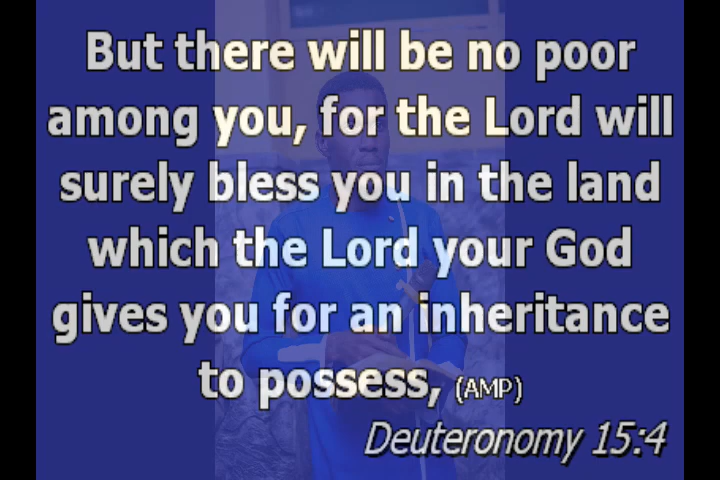 But there will be no poor
among you, for the Lord will
surely bless you in the land
which the Lord your God
gives you for an inheritance
to possess, (AMP)
Deuteronomy 15:4